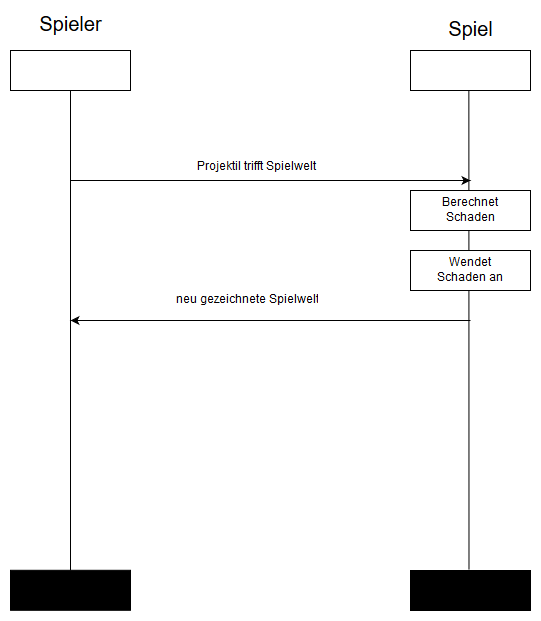 Spieler
Spiel
Projektil trifft Spielwelt
Berechnet
Schaden
Wendet
Schaden an
neu gezeichnete Spielwelt